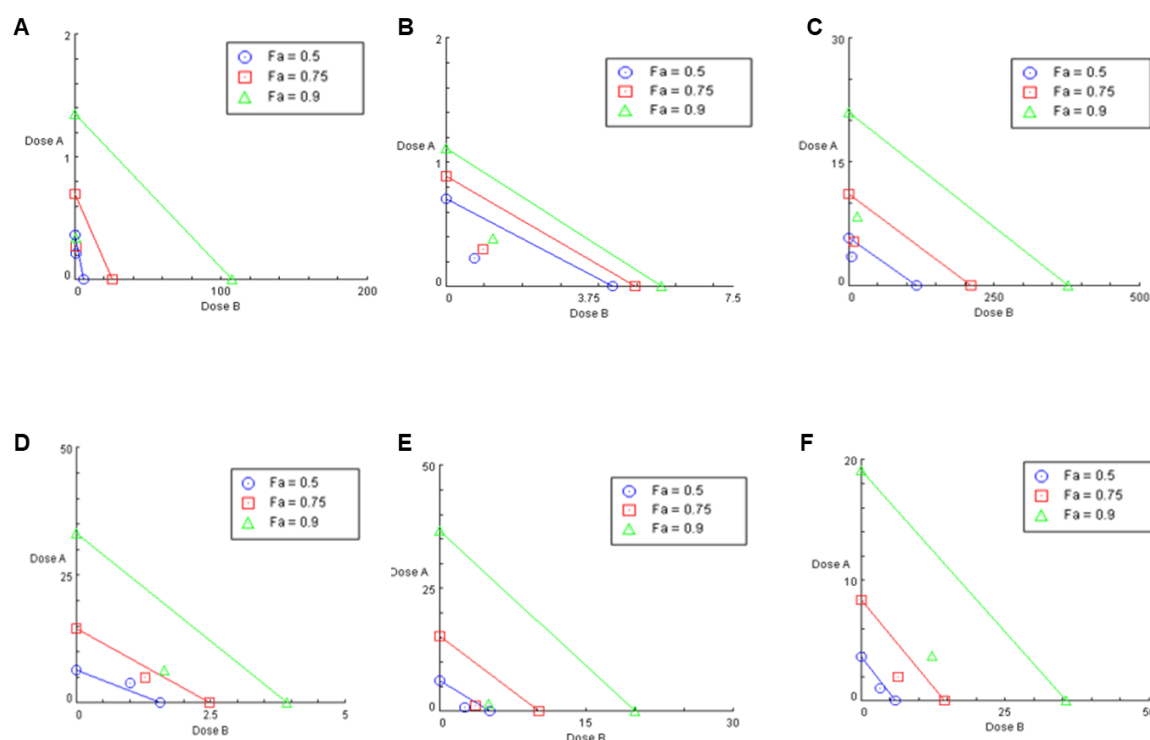 A
2
Dose A
1
0
0
100
200
Dose B
Fa = 0.5
Fa = 0.75
Fa = 0.9
B
2
Dose A
1
0
0
3.75
7.5
Dose B
Fa = 0.5
Fa = 0.75
Fa = 0.9
C
30
Dose A
15
0
0
250
500
Dose B
Fa = 0.5
Fa = 0.75
Fa = 0.9
D
50
Dose A
25
0
0
2.5
5
Dose B
Fa = 0.5
Fa = 0.75
Fa = 0.9
E
50
Dose A
25
0
0
15
30
Dose B
Fa = 0.5
Fa = 0.75
Fa = 0.9
F
20
Dose A
10
0
0
25
50
Dose B
Fa = 0.5
Fa = 0.75
Fa = 0.9